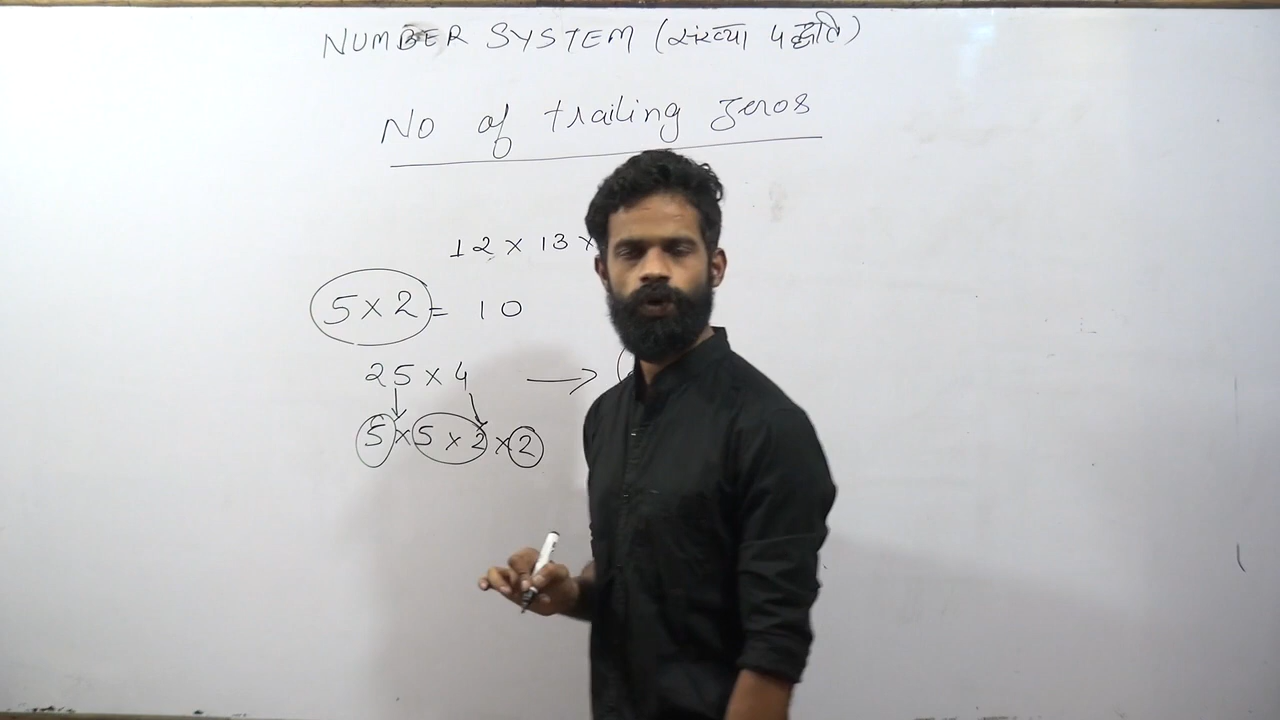 NUMBER SYSTEM (संख्या पद्धति)
No of trailing zeros
12 × 13 ×
5 × 2 = 10
25 × 4 →
5 × 5 × 2 × 2